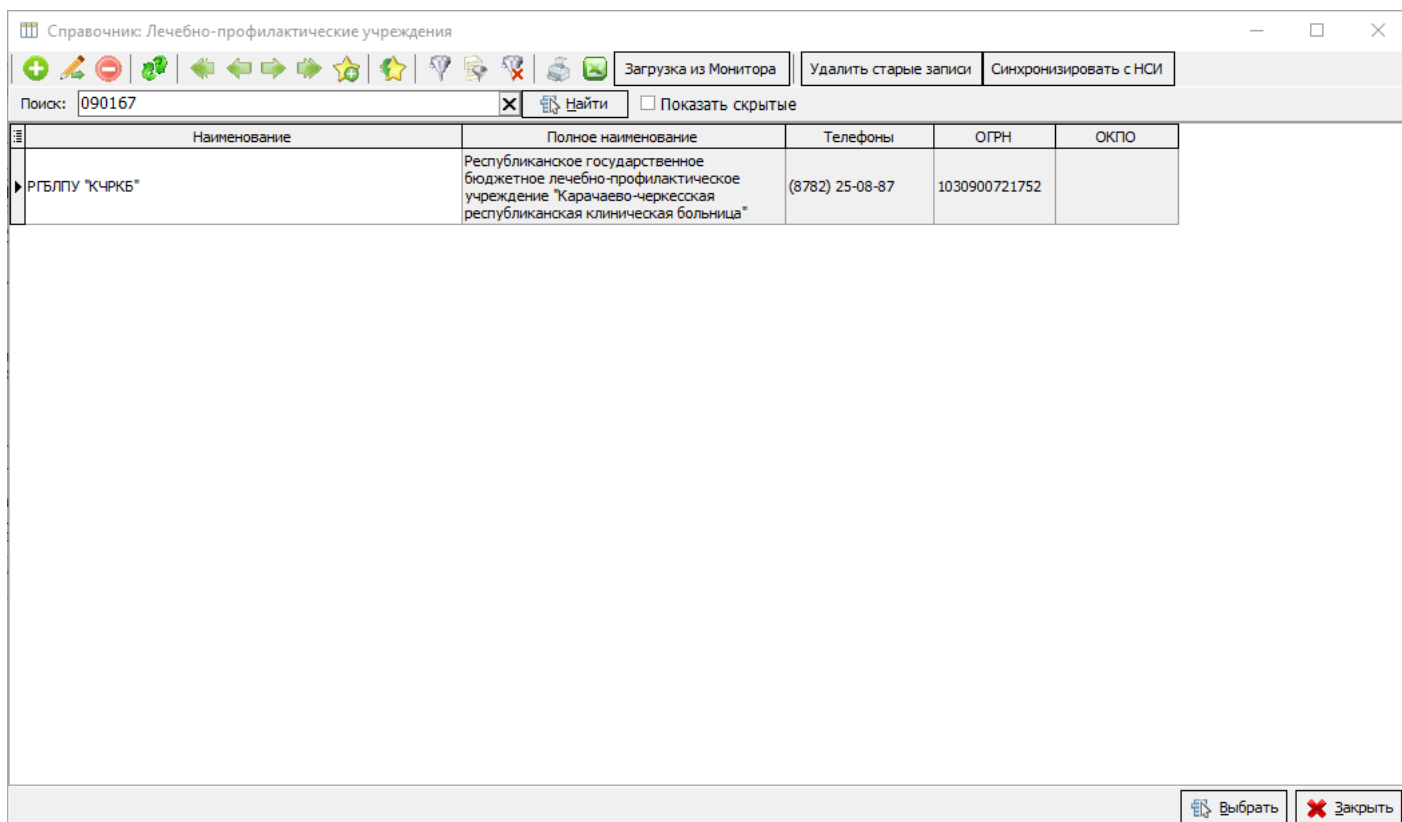 Справочник: Лечебно-профилактические учреждения
Загрузка из Монитора Удалить старые записи Синхронизировать с НСИ
Поиск: 090167 Найти Показать скрытые
Наименование Полное наименование Телефоны ОГРН ОКПО
РГБЛПУ "КЧРКБ"
Республиканское государственное
бюджетное лечебно-профилактическое
учреждение "Карачаево-черкесская
республиканская клиническая больница"
(8782) 25-08-87
1030900721752
Выбрать Закрыть